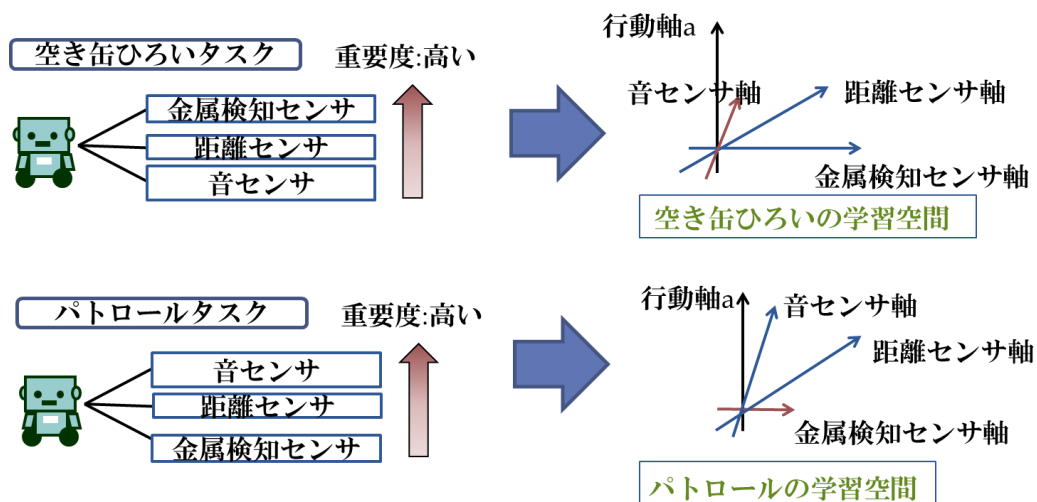 空き缶ひろいタスク
重要度:高い
金属検知センサ
距離センサ
音センサ
行動軸a
音センサ軸
距離センサ軸
金属検知センサ軸
空き缶ひろいの学習空間
パトロールタスク
重要度:高い
音センサ
距離センサ
金属検知センサ
行動軸a
音センサ軸
距離センサ軸
金属検知センサ軸
パトロールの学習空間